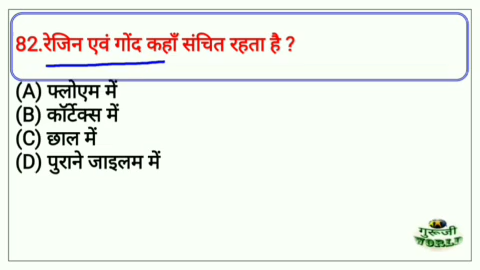 82.रेजिन एवं गोंद कहाँ संचित रहता है ?
(A) फ्लोएम में
(B) कॉर्टेक्स में
(C) छाल में
(D) पुराने जाइलम में
गुरूजी
WORLD